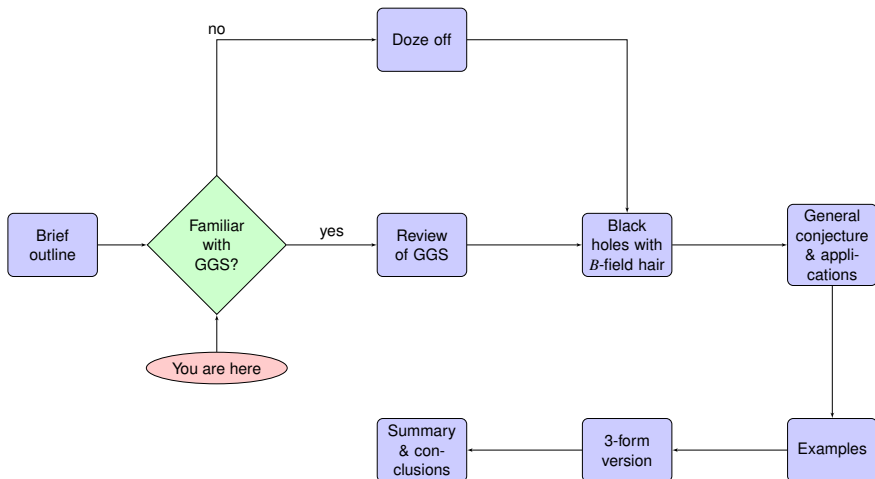 no
Doze off
Brief
outline
Familiar
with
GGS?
yes
Review
of GGS
Black
holes with
B-field hair
General
conjecture
& appli-
cations
You are here
Summary
& con-
clusions
3-form
version
Examples